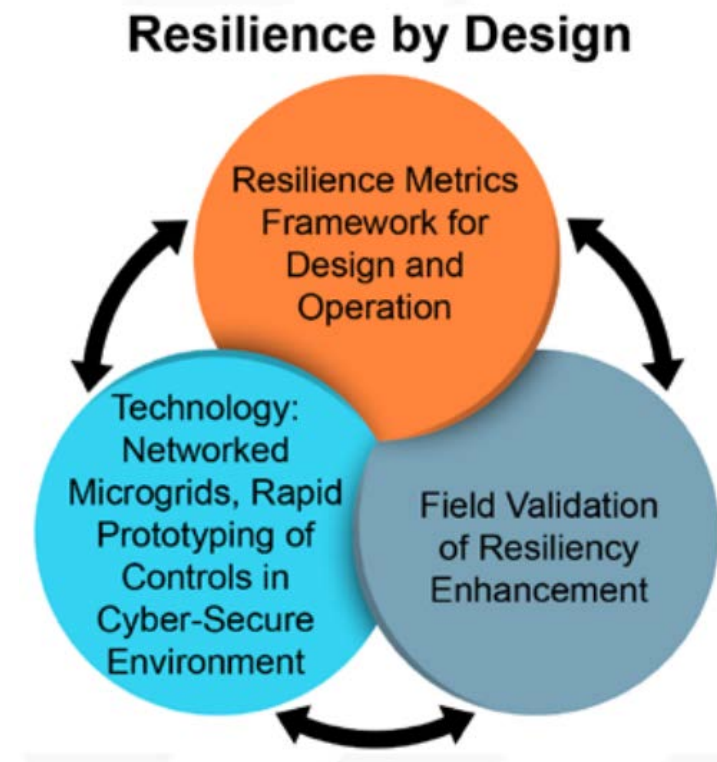 Resilience by Design
Resilience Metrics
Framework for
Design and
Operation
Technology:
Networked
Microgrids, Rapid
Prototyping of
Controls in
Cyber-Secure
Environment
Field Validation
of Resiliency
Enhancement